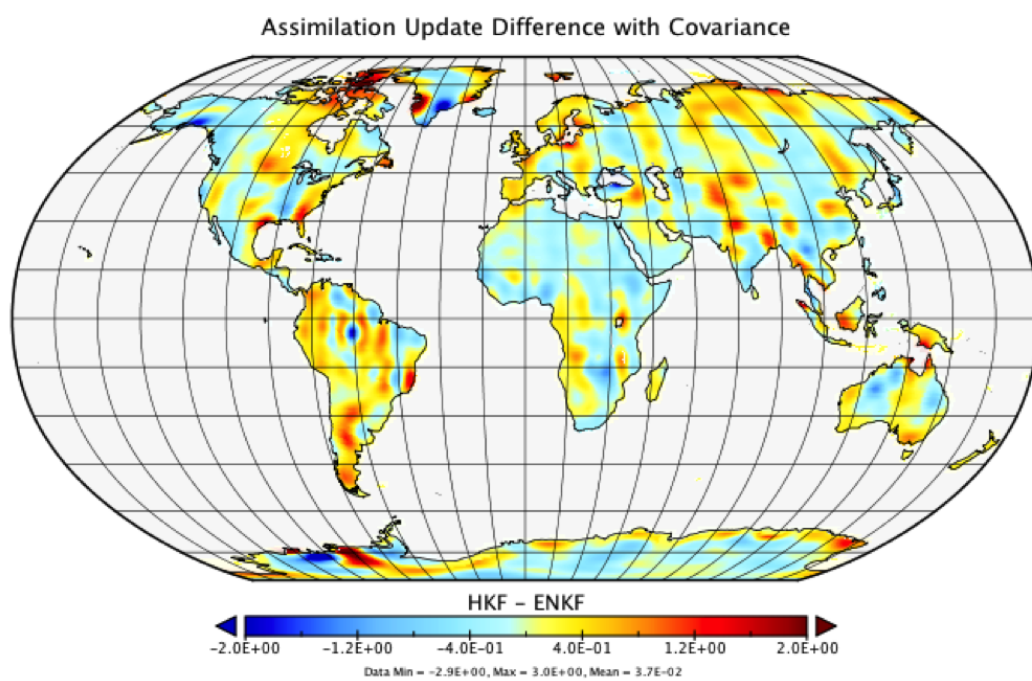 Assimilation Update Difference with Covariance
HKF – ENKF
-2.0E+00 -1.2E+00 -4.0E-01 4.0E-01 1.2E+00 2.0E+00
Data Min = -2.9E+00, Max = 3.0E+00, Mean = 3.7E-02